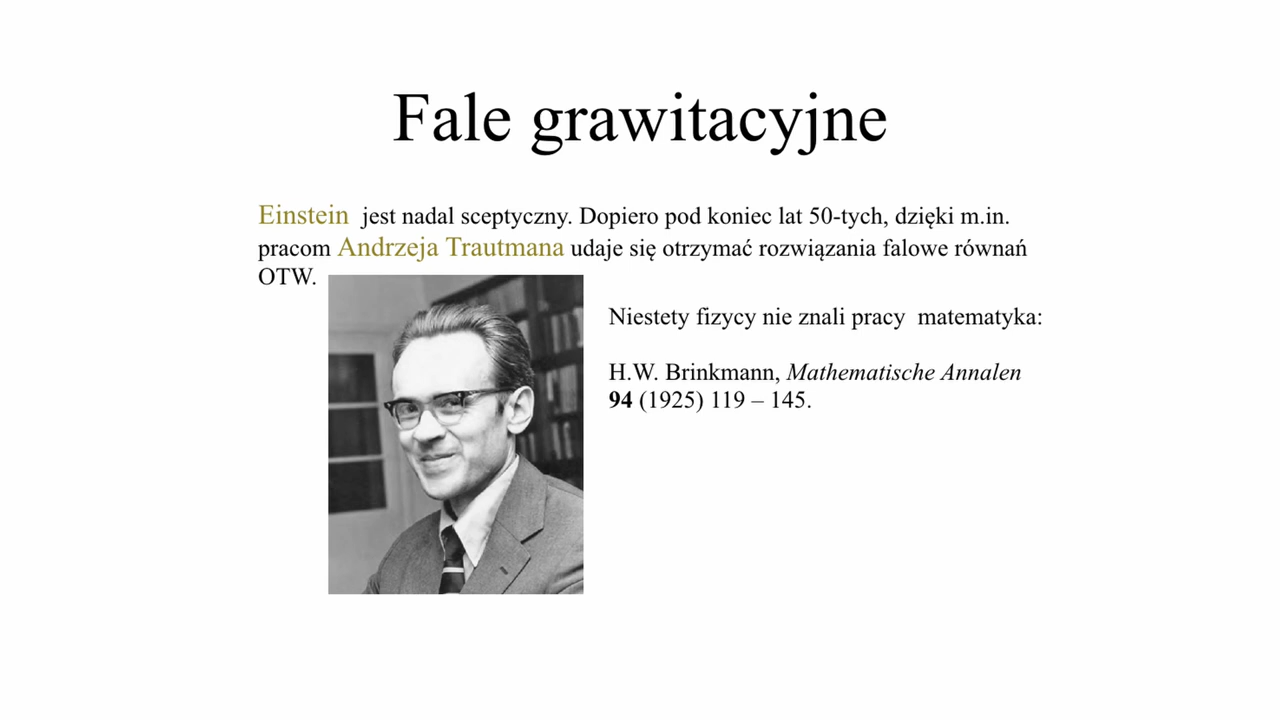 Fale grawitacyjne
Einstein jest nadal sceptyczny. Dopiero pod koniec lat 50-tych, dzięki m.in.
pracom Andrzeja Trautmana udaje się otrzymać rozwiązania falowe równań
OTW.
Niestety fizycy nie znali pracy matematyka:
H.W. Brinkmann, Mathematische Annalen
94 (1925) 119 – 145.